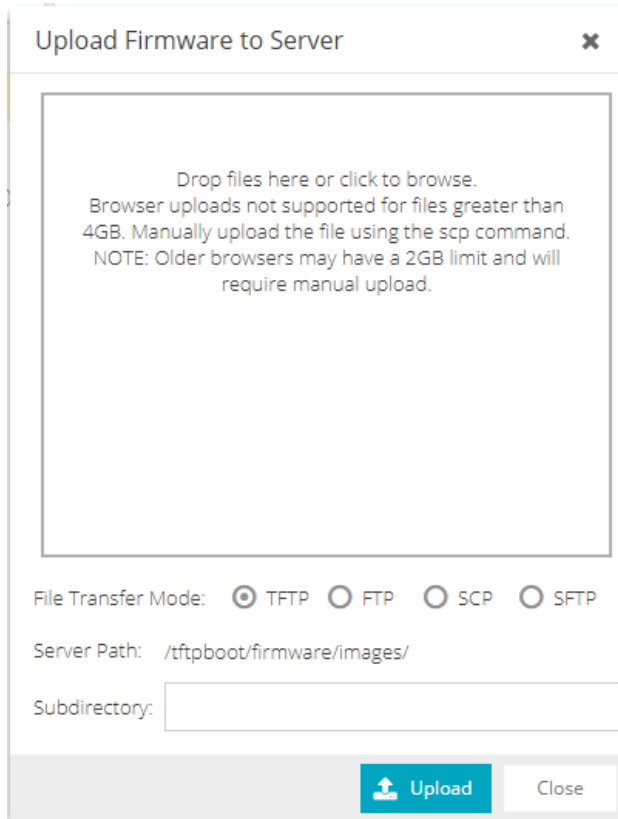 Upload Firmware to Server
Drop files here or click to browse.
Browser uploads not supported for files greater than
4GB. Manually upload the file using the scp command.
NOTE: Older browsers may have a 2GB limit and will
require manual upload.
File Transfer Mode: TFTP FTP SCP SFTP
Server Path: /tftpboot/firmware/images/
Subdirectory:
Upload Close